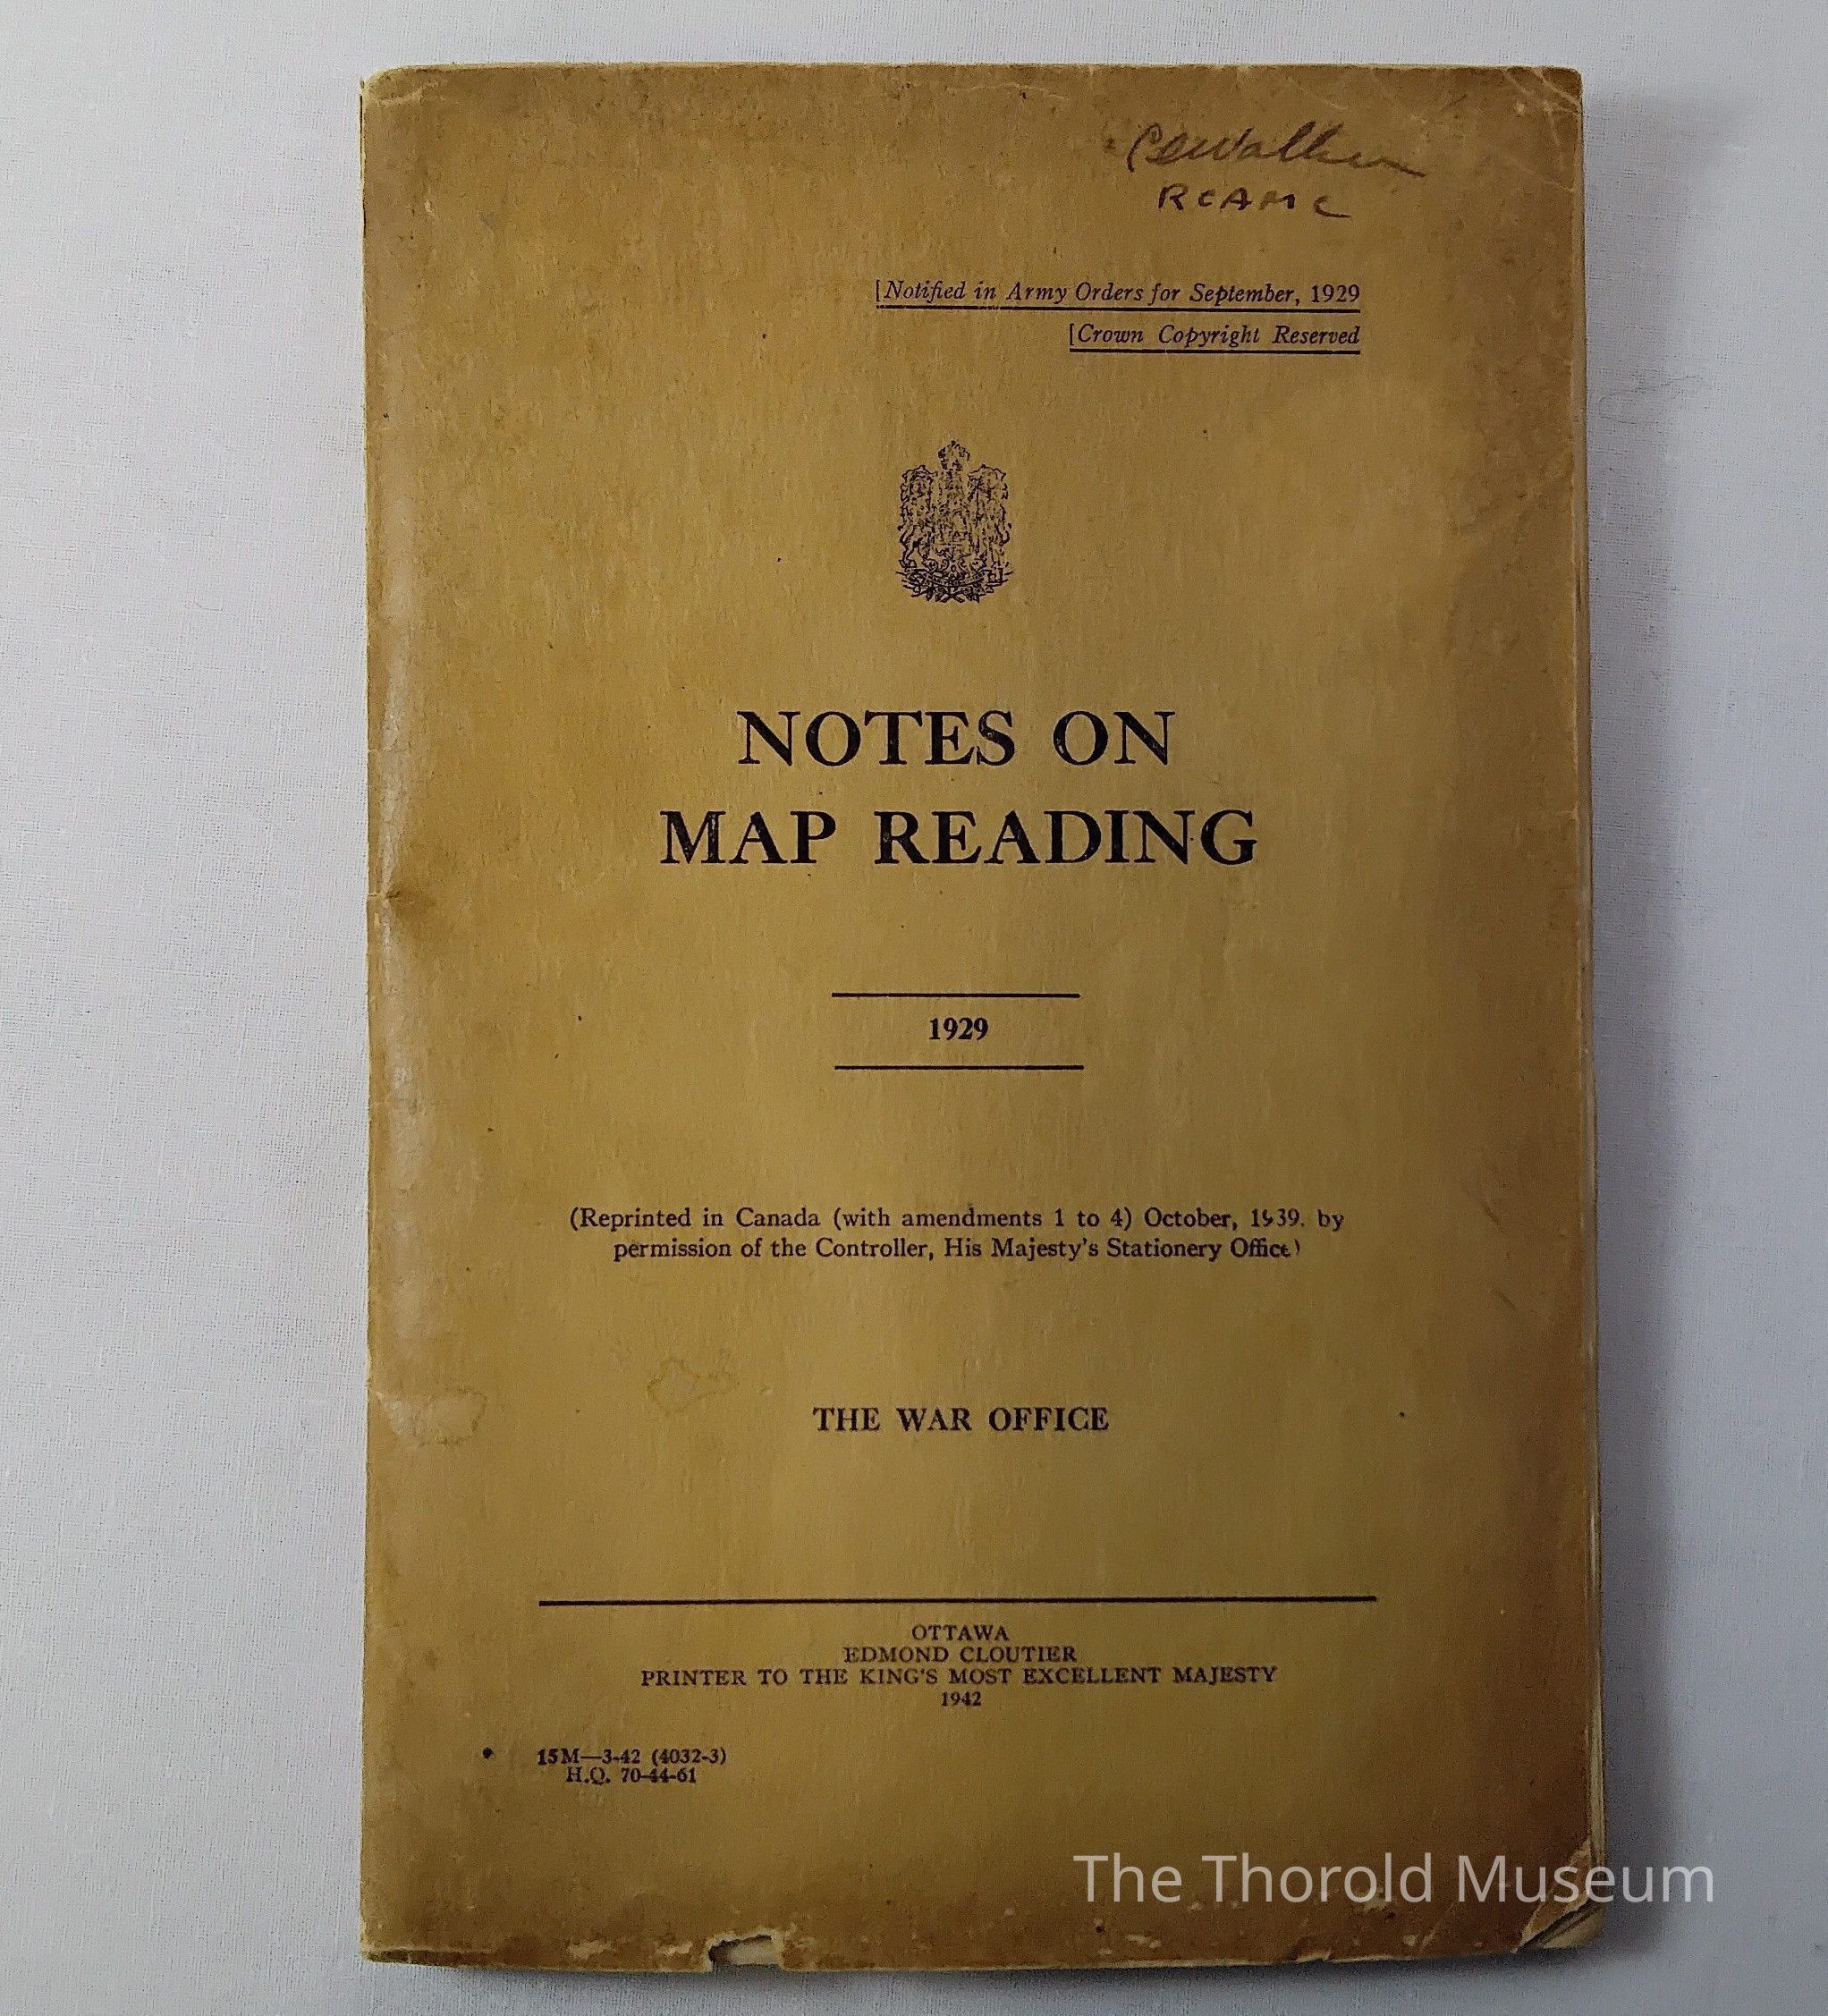 RCAMC
[Notified in Army Orders for September, 1929
[Crown Copyright Reserved
NOTES ON
MAP READING
1929
(Reprinted in Canada (with amendments 1 to 4) October, 1939. by
permission of the Controller, His Majesty's Stationery Office)
THE WAR OFFICE
OTTAWA
EDMOND CLOUTIER
PRINTER TO THE KING'S MOST EXCELLENT MAJESTY
1942
15M—3-42 (4032-3)
H.Q. 70-44-61
The Thorold Museum